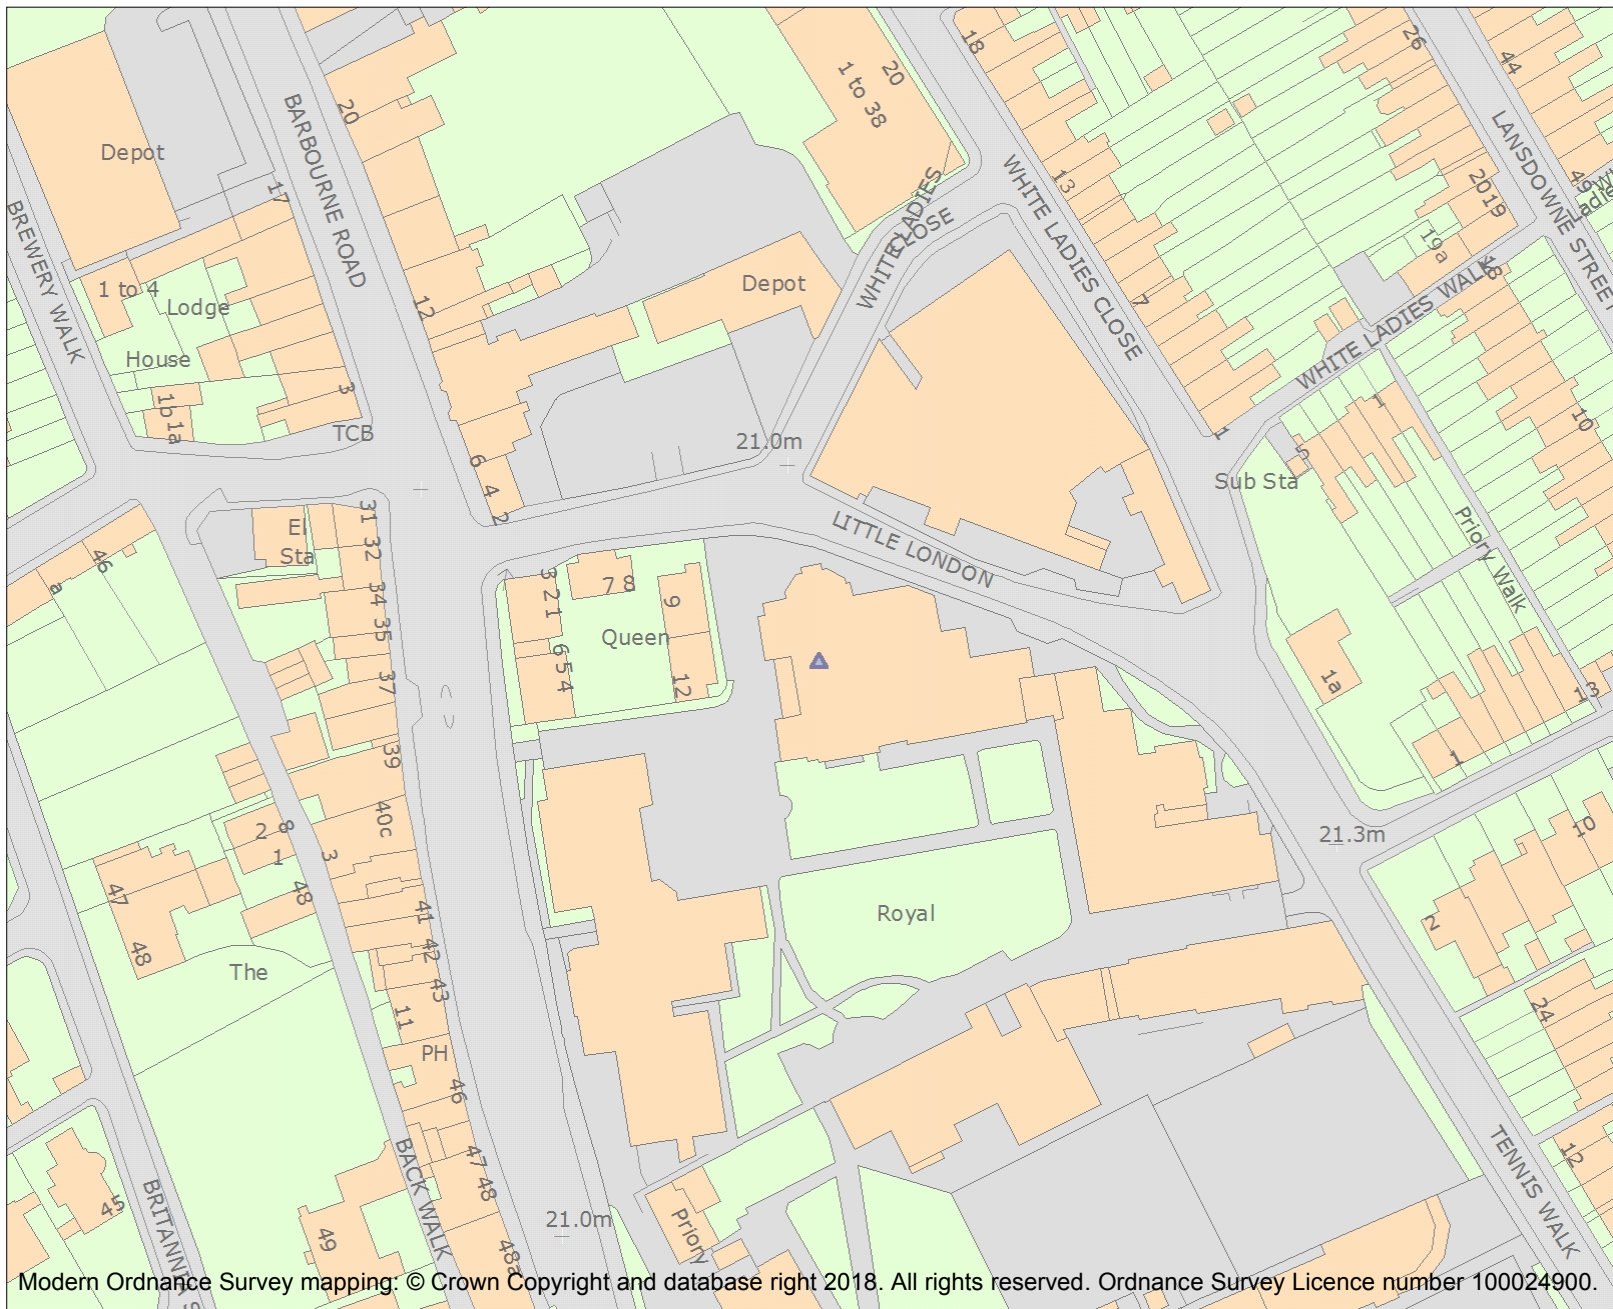 18
20
1 to 38
26
44
BARBOURNE ROAD
20
Depot
LANSDOWNE STREET
17
WHITE LADIES CLOSE
13
2019
49
BREWERY WALK
WHITE LADIES
CLOSE
19a
18
1 to 4
Lodge
Depot
12
7
WHITE LADIES WALK
House
3
1b1a
TCB
1
10
21.0m
1
5
6
4
2
Sub Sta
31
32
El
Sta
LITTLE LONDON
Priory Walk
46
a
34
35
3 2 1
7 8
9
Queen
6 5 4
12
37
1a
13
39
1
40c
2 8
1
3
21.3m
10
47
48
48
41
42
Royal
2
The
43
11
24
PH
46
BACK WALK
47
48
TENNIS WALK
12
45
BRITANNIA S
49
48a
21.0m
Priory
Modern Ordnance Survey mapping: © Crown Copyright and database right 2018. All rights reserved. Ordnance Survey Licence number 100024900.